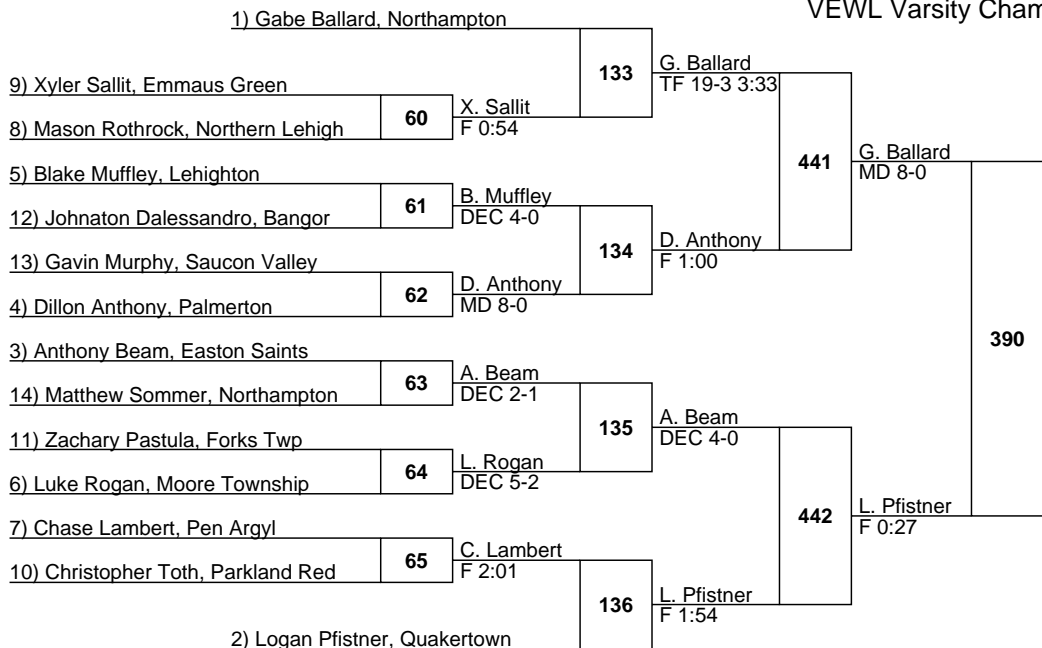 VEWL Varsity Cham
1) Gabe Ballard, Northampton
133
G. Ballard
TF 19-3 3:33
9) Xyler Sallit, Emmaus Green
60
X. Sallit
F 0:54
8) Mason Rothrock, Northern Lehigh
441
G. Ballard
MD 8-0
5) Blake Muffley, Lehighton
61
B. Muffley
DEC 4-0
12) Johnaton Dalessandro, Bangor
134
D. Anthony
F 1:00
13) Gavin Murphy, Saucon Valley
62
D. Anthony
MD 8-0
4) Dillon Anthony, Palmerton
390
3) Anthony Beam, Easton Saints
63
A. Beam
DEC 2-1
14) Matthew Sommer, Northampton
135
A. Beam
DEC 4-0
11) Zachary Pastula, Forks Twp
64
L. Rogan
DEC 5-2
6) Luke Rogan, Moore Township
442
L. Pfistner
F 0:27
7) Chase Lambert, Pen Argyl
65
C. Lambert
F 2:01
10) Christopher Toth, Parkland Red
136
L. Pfistner
F 1:54
2) Logan Pfistner, Quakertown